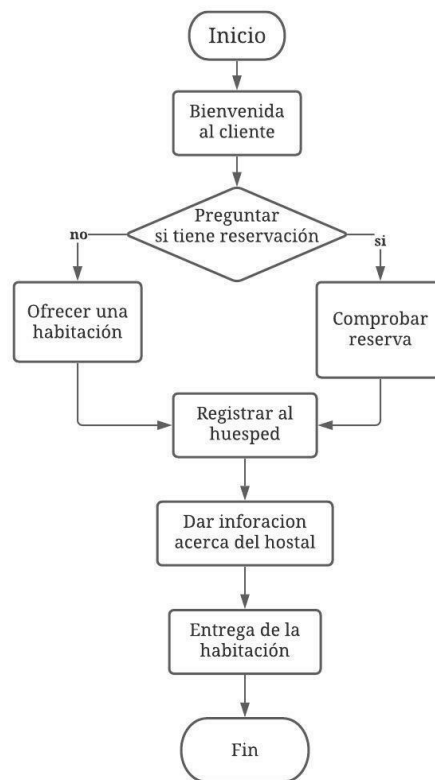 Inicio
Bienvenida
al cliente
Preguntar
si tiene reservación
no
si
Ofrecer una
habitación
Comprobar
reserva
Registrar al
huesped
Dar inforacion
acerca del hostal
Entrega de la
habitación
Fin